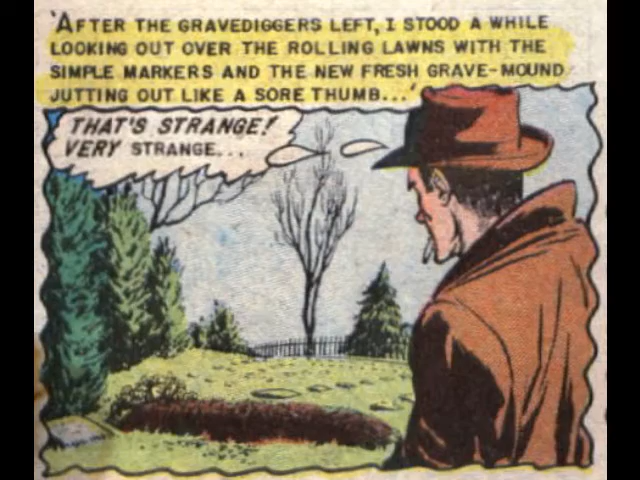 'AFTER THE GRAVEDIGGERS LEFT, I STOOD A WHILE
LOOKING OUT OVER THE ROLLING LAWNS WITH THE
SIMPLE MARKERS AND THE NEW FRESH GRAVE-MOUND
JUTTING OUT LIKE A SORE THUMB...'
THAT'S STRANGE!
VERY STRANGE...